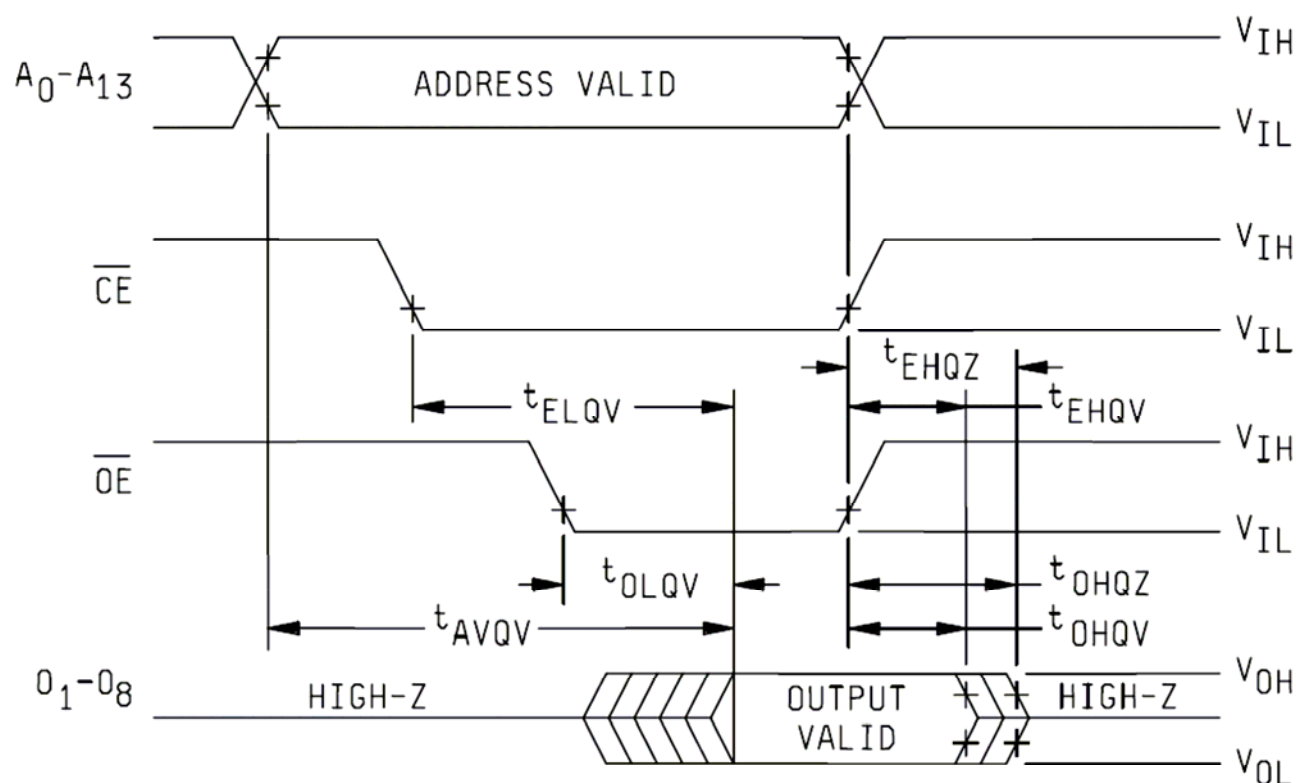 A0-A13 ADDRESS VALID VIH
VIL
CE VIH
VIL
tEHQZ
tELQV tEHQV
OE VIH
VIL
tOLQV tOHQZ
tAVQV tOHQV
O1-O8 HIGH-Z OUTPUT VALID HIGH-Z VOH
VOL